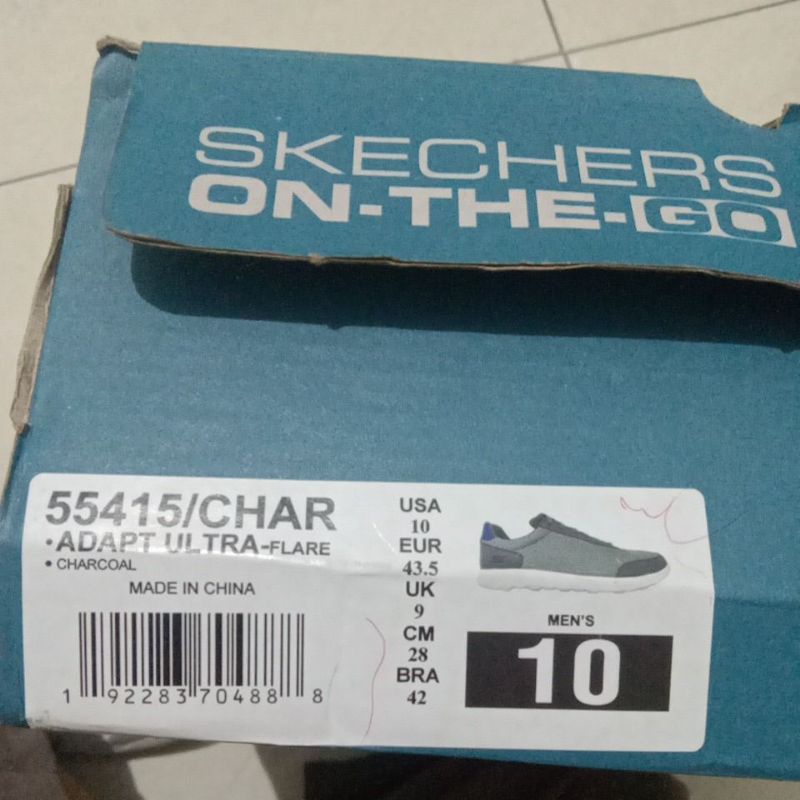 SKECHERS
ON-THE-GO
55415/CHAR
•ADAPT ULTRA-FLARE
• CHARCOAL
MADE IN CHINA
1 92283 70488 8
USA
10
EUR
43.5
UK
9
CM
28
BRA
42
MEN'S
10